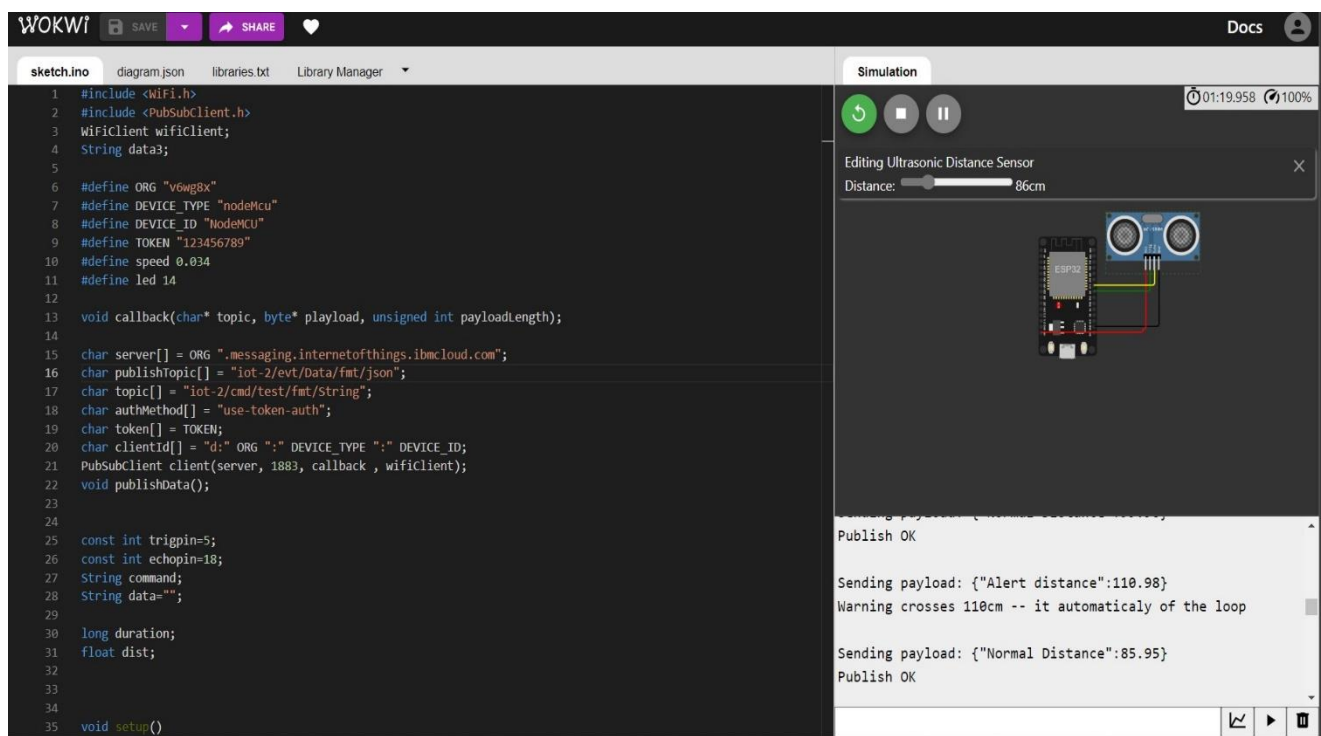 WOKWi SAVE SHARE Docs
sketch.ino diagram.json libraries.txt Library Manager
Simulation
1 #include <WiFi.h>
2 #include <PubSubClient.h>
3 WiFiClient wifiClient;
4 String data3;
5
6 #define ORG "v6wg8x"
7 #define DEVICE_TYPE "nodeMcu"
8 #define DEVICE_ID "NodeMCU"
9 #define TOKEN "123456789"
10 #define speed 0.034
11 #define led 14
12
13 void callback(char* topic, byte* playload, unsigned int payloadLength);
14
15 char server[] = ORG ".messaging.internetofthings.ibmcloud.com";
16 char publishTopic[] = "iot-2/evt/Data/fmt/json";
17 char topic[] = "iot-2/cmd/test/fmt/String";
18 char authMethod[] = "use-token-auth";
19 char token[] = TOKEN;
20 char clientId[] = "d:" ORG ":" DEVICE_TYPE ":" DEVICE_ID;
21 PubSubClient client(server, 1883, callback , wifiClient);
22 void publishData();
23
24
25 const int trigpin=5;
26 const int echopin=18;
27 String command;
28 String data="";
29
30 long duration;
31 float dist;
32
33
34
35 void setup()
01:19.958 100%
Editing Ultrasonic Distance Sensor
Distance: 86cm
ESP32
Publish OK
Sending payload: {"Alert distance":110.98}
Warning crosses 110cm -- it automaticaly of the loop
Sending payload: {"Normal Distance":85.95}
Publish OK